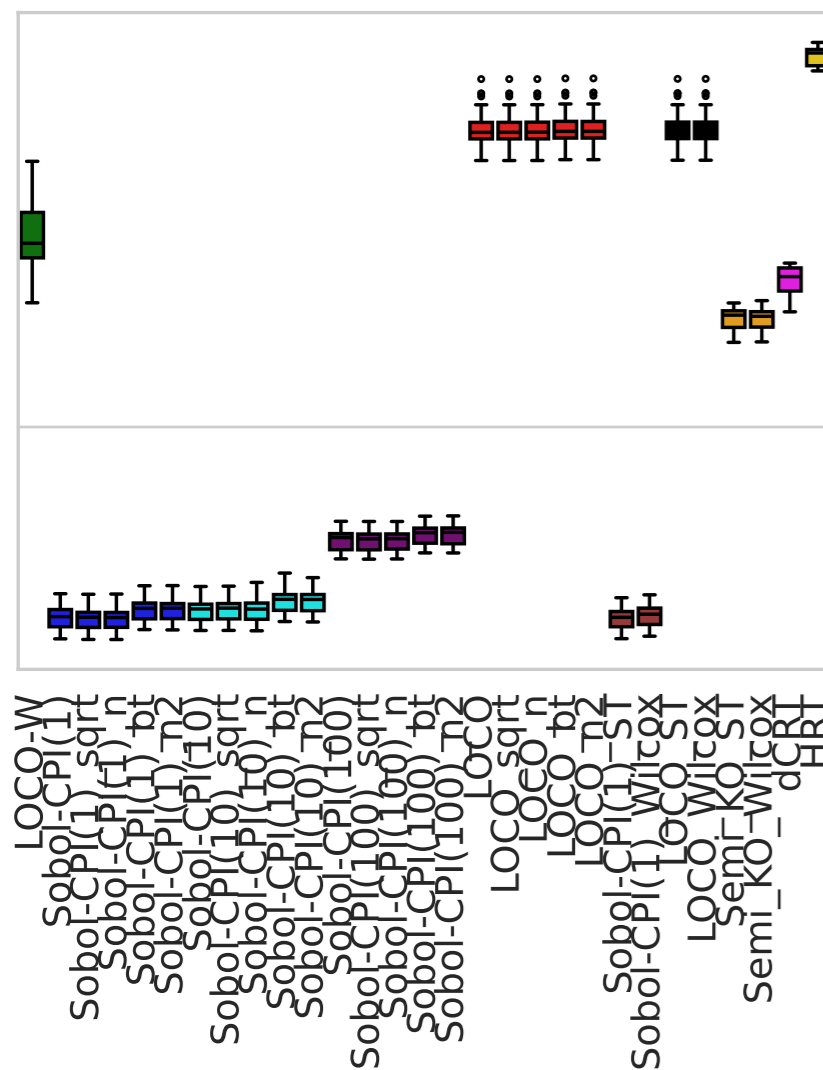 LOCO-W
Sobol-CPI(1)
Sobol-CPI(1)_sqrt
Sobol-CPI(1)_n
Sobol-CPI(1)_bt
Sobol-CPI(1)_n2
Sobol-CPI(10)
Sobol-CPI(10)_sqrt
Sobol-CPI(10)_n
Sobol-CPI(10)_bt
Sobol-CPI(10)_n2
Sobol-CPI(100)
Sobol-CPI(100)_sqrt
Sobol-CPI(100)_n
Sobol-CPI(100)_bt
Sobol-CPI(100)_n2
LOCO
LOCO_sqrt
LOCO_n
LOCO_bt
LOCO_n2
Sobol-CPI(1)_ST
Sobol-CPI(1)_Wilcox
LOCO_ST
LOCO_Wilcox
Semi_KO_ST
Semi_KO_Wilcox
dCRT
HRT